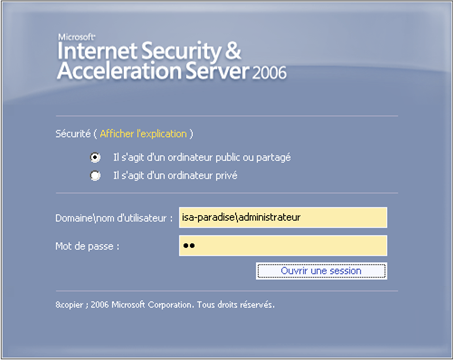 Microsoft®
Internet Security &
Acceleration Server 2006
Sécurité ( Afficher l'explication )
Il s'agit d'un ordinateur public ou partagé
Il s'agit d'un ordinateur privé
Domaine\nom d'utilisateur :
isa-paradise\administrateur
Mot de passe :
●●
Ouvrir une session
&copier ; 2006 Microsoft Corporation. Tous droits réservés.